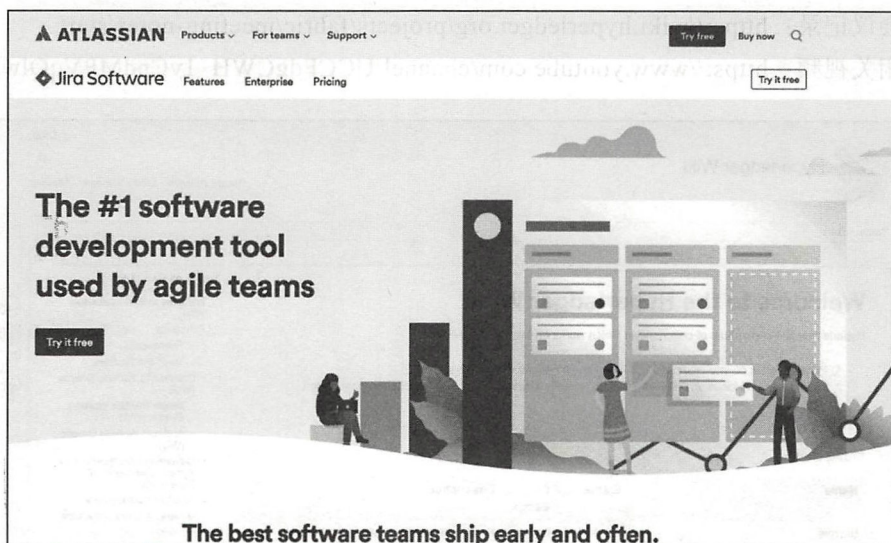 ATLASSIAN Products For teams Support Try free Buy now
Jira Software Features Enterprise Pricing Try it free
The #1 software
development tool
used by agile teams
Try it free
The best software teams ship early and often.